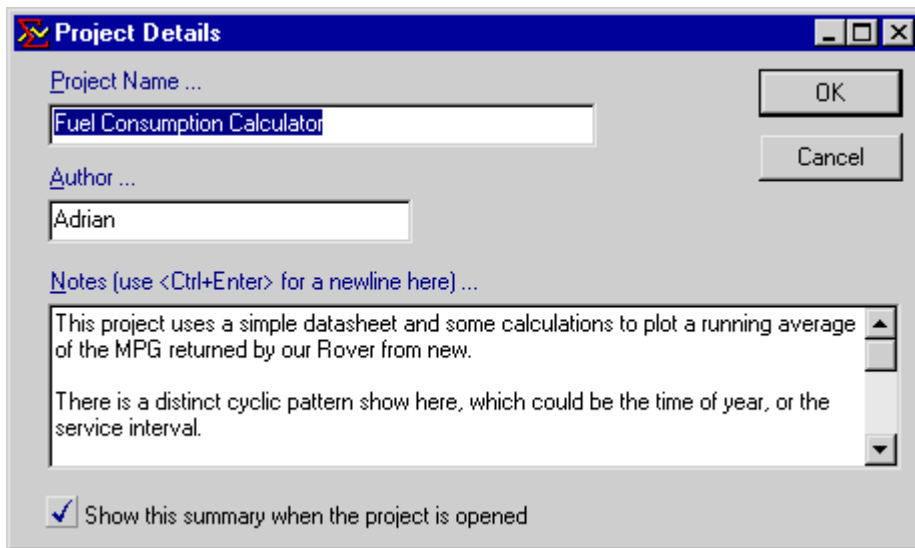 Project Details
Project Name ...
OK
Fuel Consumption Calculator
Cancel
Author ...
Adrian
Notes (use <Ctrl+Enter> for a newline here) ...
This project uses a simple datasheet and some calculations to plot a running average
of the MPG returned by our Rover from new.
There is a distinct cyclic pattern show here, which could be the time of year, or the
service interval.
Show this summary when the project is opened